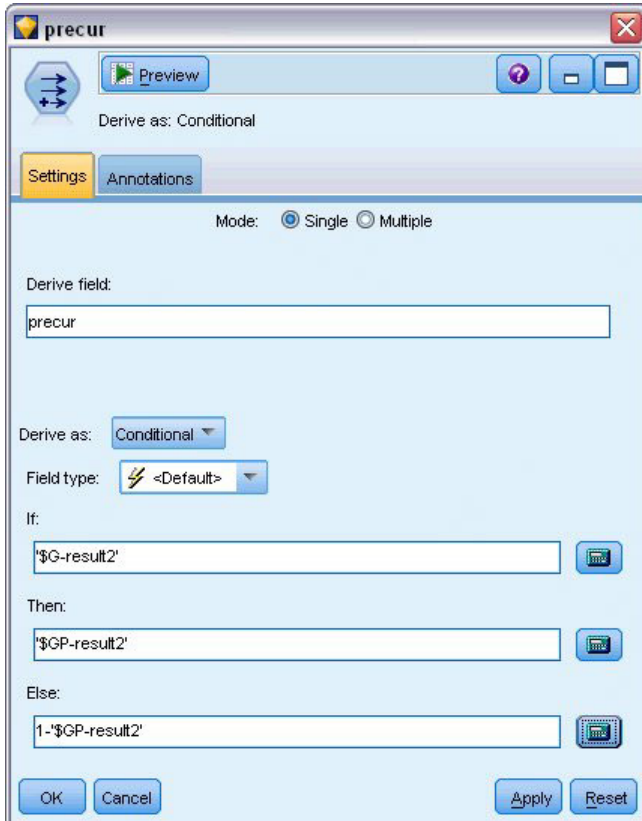 precur
Preview
Derive as: Conditional
Settings Annotations
Mode: Single Multiple
Derive field:
precur
Derive as: Conditional
Field type: <Default>
If:
'$G-result2'
Then:
'$GP-result2'
Else:
1-'$GP-result2'
OK Cancel Apply Reset